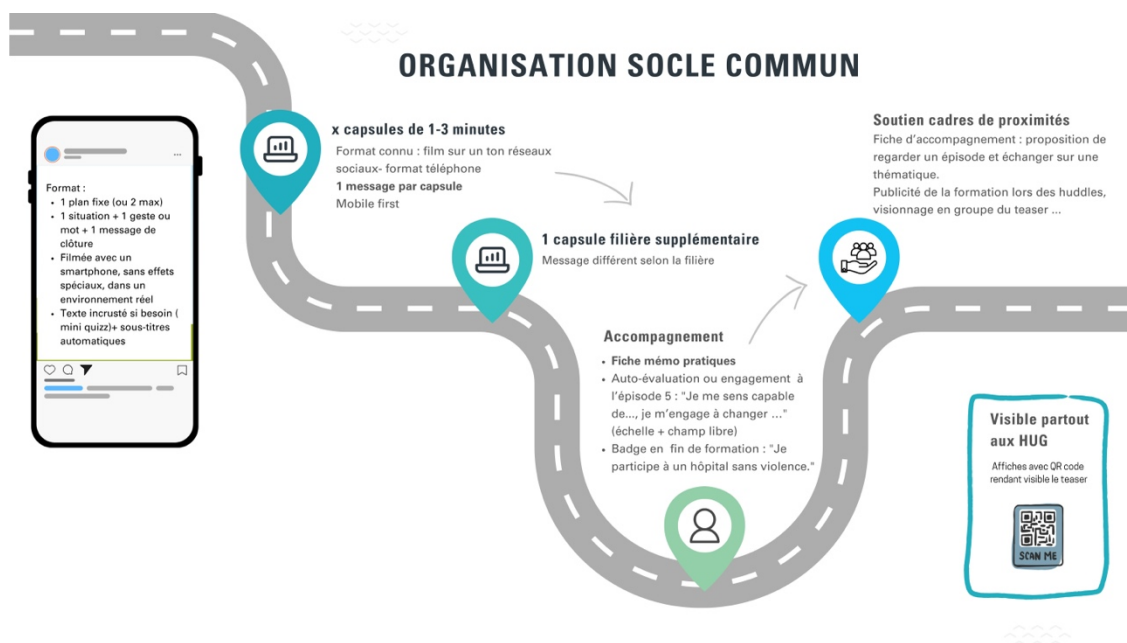 ORGANISATION SOCLE COMMUN
Format :
• 1 plan fixe (ou 2 max)
• 1 situation + 1 geste ou
mot + 1 message de
clôture
• Filmée avec un
smartphone, sans effets
spéciaux, dans un
environnement réel
• Texte incrusté si besoin (
mini quizz)+ sous-titres
automatiques
x capsules de 1-3 minutes
Format connu : film sur un ton réseaux
sociaux- format téléphone
1 message par capsule
Mobile first
1 capsule filière supplémentaire
Message différent selon la filière
Accompagnement
• Fiche mémo pratiques
• Auto-évaluation ou engagement à
l'épisode 5 : "Je me sens capable
de..., je m'engage à changer ..."
(échelle + champ libre)
• Badge en fin de formation : "Je
participe à un hôpital sans violence."
Soutien cadres de proximités
Fiche d'accompagnement : proposition de
regarder un épisode et échanger sur une
thématique.
Publicité de la formation lors des huddles,
visionnage en groupe du teaser ...
Visible partout
aux HUG
Affiches avec QR code
rendant visible le teaser
SCAN ME